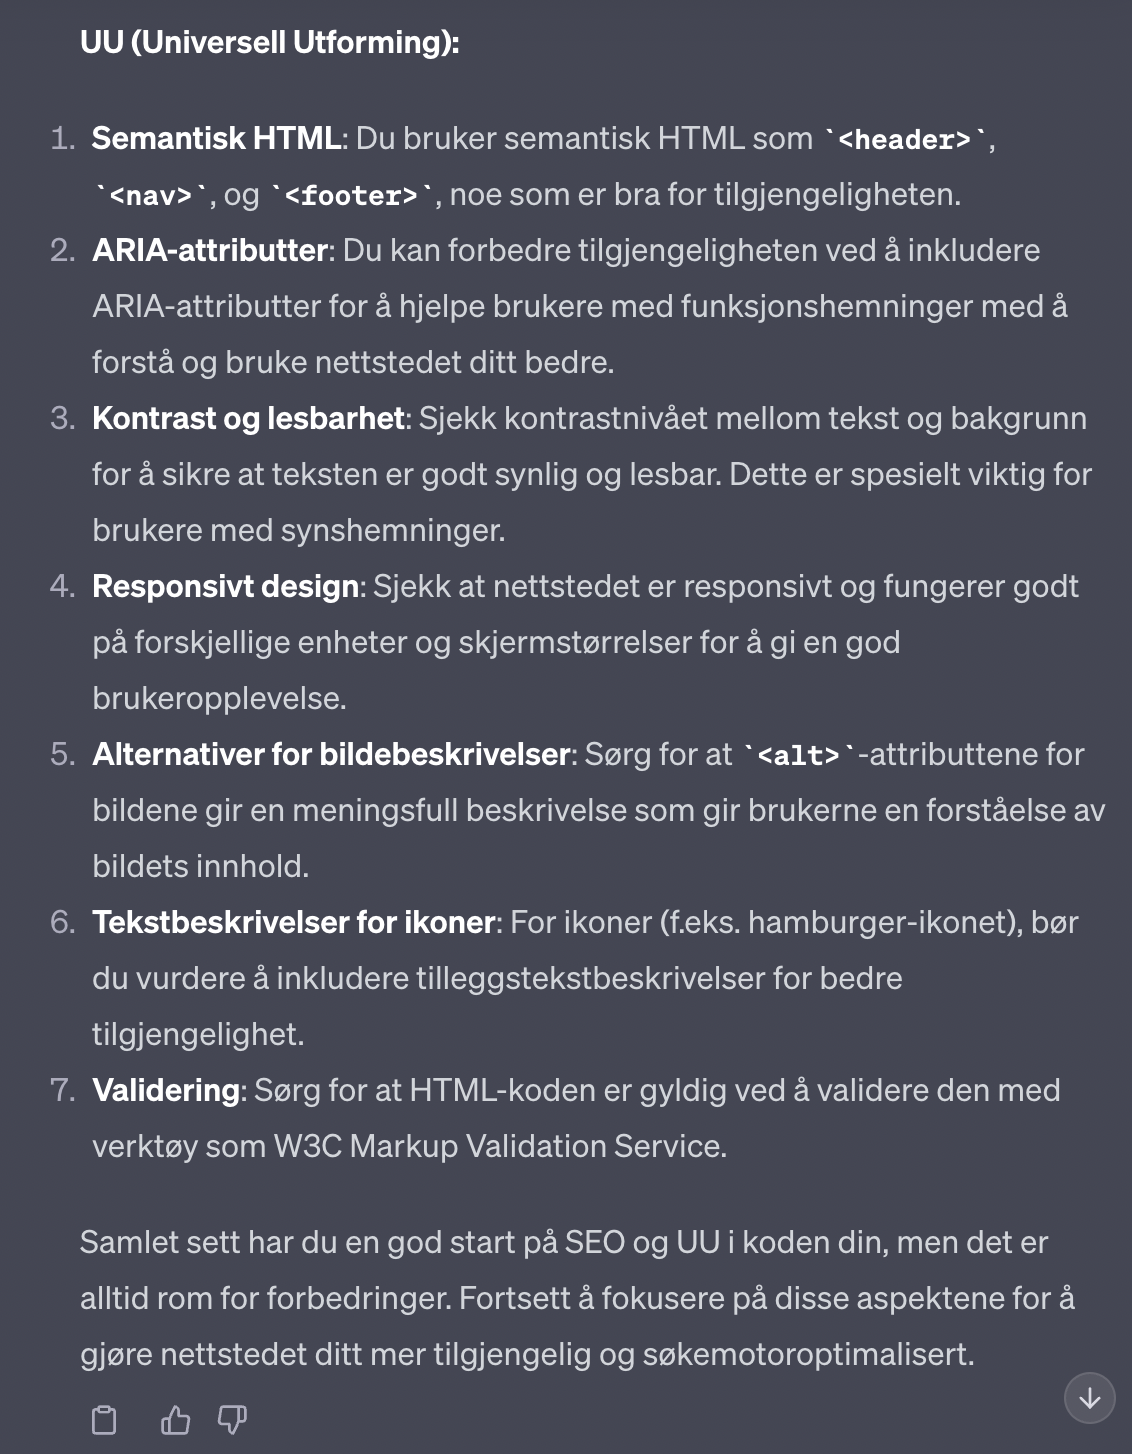 UU (Universell Utforming):
1. Semantisk HTML: Du bruker semantisk HTML som `<header>`,
`<nav>`, og `<footer>`, noe som er bra for tilgjengeligheten.
2. ARIA-attributter: Du kan forbedre tilgjengeligheten ved å inkludere
ARIA-attributter for å hjelpe brukere med funksjonshemninger med å
forstå og bruke nettstedet ditt bedre.
3. Kontrast og lesbarhet: Sjekk kontrastnivået mellom tekst og bakgrunn
for å sikre at teksten er godt synlig og lesbar. Dette er spesielt viktig for
brukere med synshemninger.
4. Responsivt design: Sjekk at nettstedet er responsivt og fungerer godt
på forskjellige enheter og skjermstørrelser for å gi en god
brukeropplevelse.
5. Alternativer for bildebeskrivelser: Sørg for at `<alt>`-attributtene for
bildene gir en meningsfull beskrivelse som gir brukerne en forståelse av
bildets innhold.
6. Tekstbeskrivelser for ikoner: For ikoner (f.eks. hamburger-ikonet), bør
du vurdere å inkludere tilleggstekstbeskrivelser for bedre
tilgjengelighet.
7. Validering: Sørg for at HTML-koden er gyldig ved å validere den med
verktøy som W3C Markup Validation Service.
Samlet sett har du en god start på SEO og UU i koden din, men det er
alltid rom for forbedringer. Fortsett å fokusere på disse aspektene for å
gjøre nettstedet ditt mer tilgjengelig og søkemotoroptimalisert.